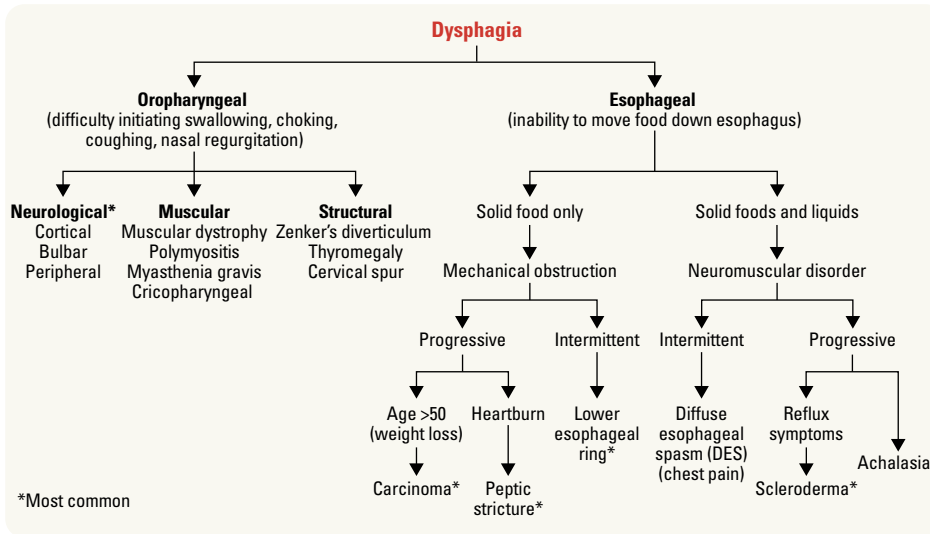 Dysphagia
Oropharyngeal
(difficulty initiating swallowing, choking,
coughing, nasal regurgitation)
Esophageal
(inability to move food down esophagus)
Neurological*
Cortical
Bulbar
Peripheral
Muscular
Muscular dystrophy
Polymyositis
Myasthenia gravis
Cricopharyngeal
Structural
Zenker's diverticulum
Thyromegaly
Cervical spur
Solid food only
Solid foods and liquids
Mechanical obstruction
Neuromuscular disorder
Progressive
Intermittent
Intermittent
Progressive
Age >50
(weight loss)
Heartburn
Lower
esophageal
ring*
Diffuse
esophageal
spasm (DES)
(chest pain)
Reflux
symptoms
Achalasia
Carcinoma*
Peptic
stricture*
Scleroderma*
*Most common